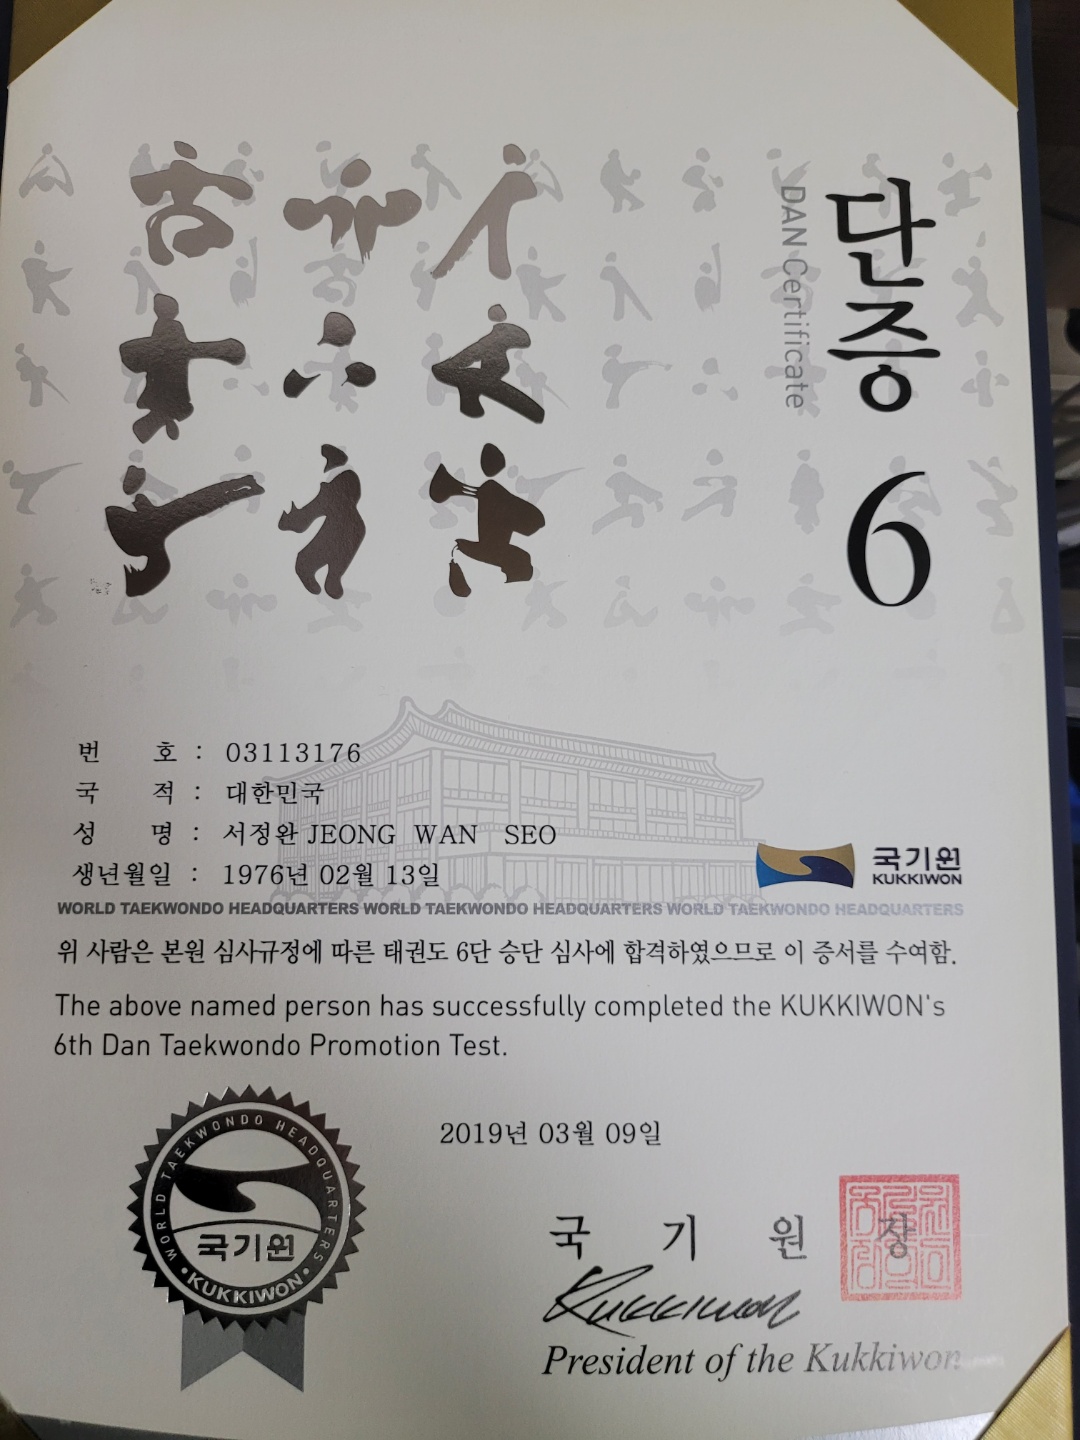 단증
DAN Certificate
6
번 호 : 03113176
국 적 : 대한민국
성 명 : 서정완 JEONG WAN SEO
생년월일 : 1976년 02월 13일
국기원
KUKKIWON
WORLD TAEKWONDO HEADQUARTERS WORLD TAEKWONDO HEADQUARTERS WORLD TAEKWONDO HEADQUARTERS
위 사람은 본원 심사규정에 따른 태권도 6단 승단 심사에 합격하였으므로 이 증서를 수여함.
The above named person has successfully completed the KUKKIWON's
6th Dan Taekwondo Promotion Test.
2019년 03월 09일
WORLD TAEKWONDO HEADQUARTERS
국기원
•KUKKIWON•
국 기 원 장
Kukkiwon
President of the Kukkiwon